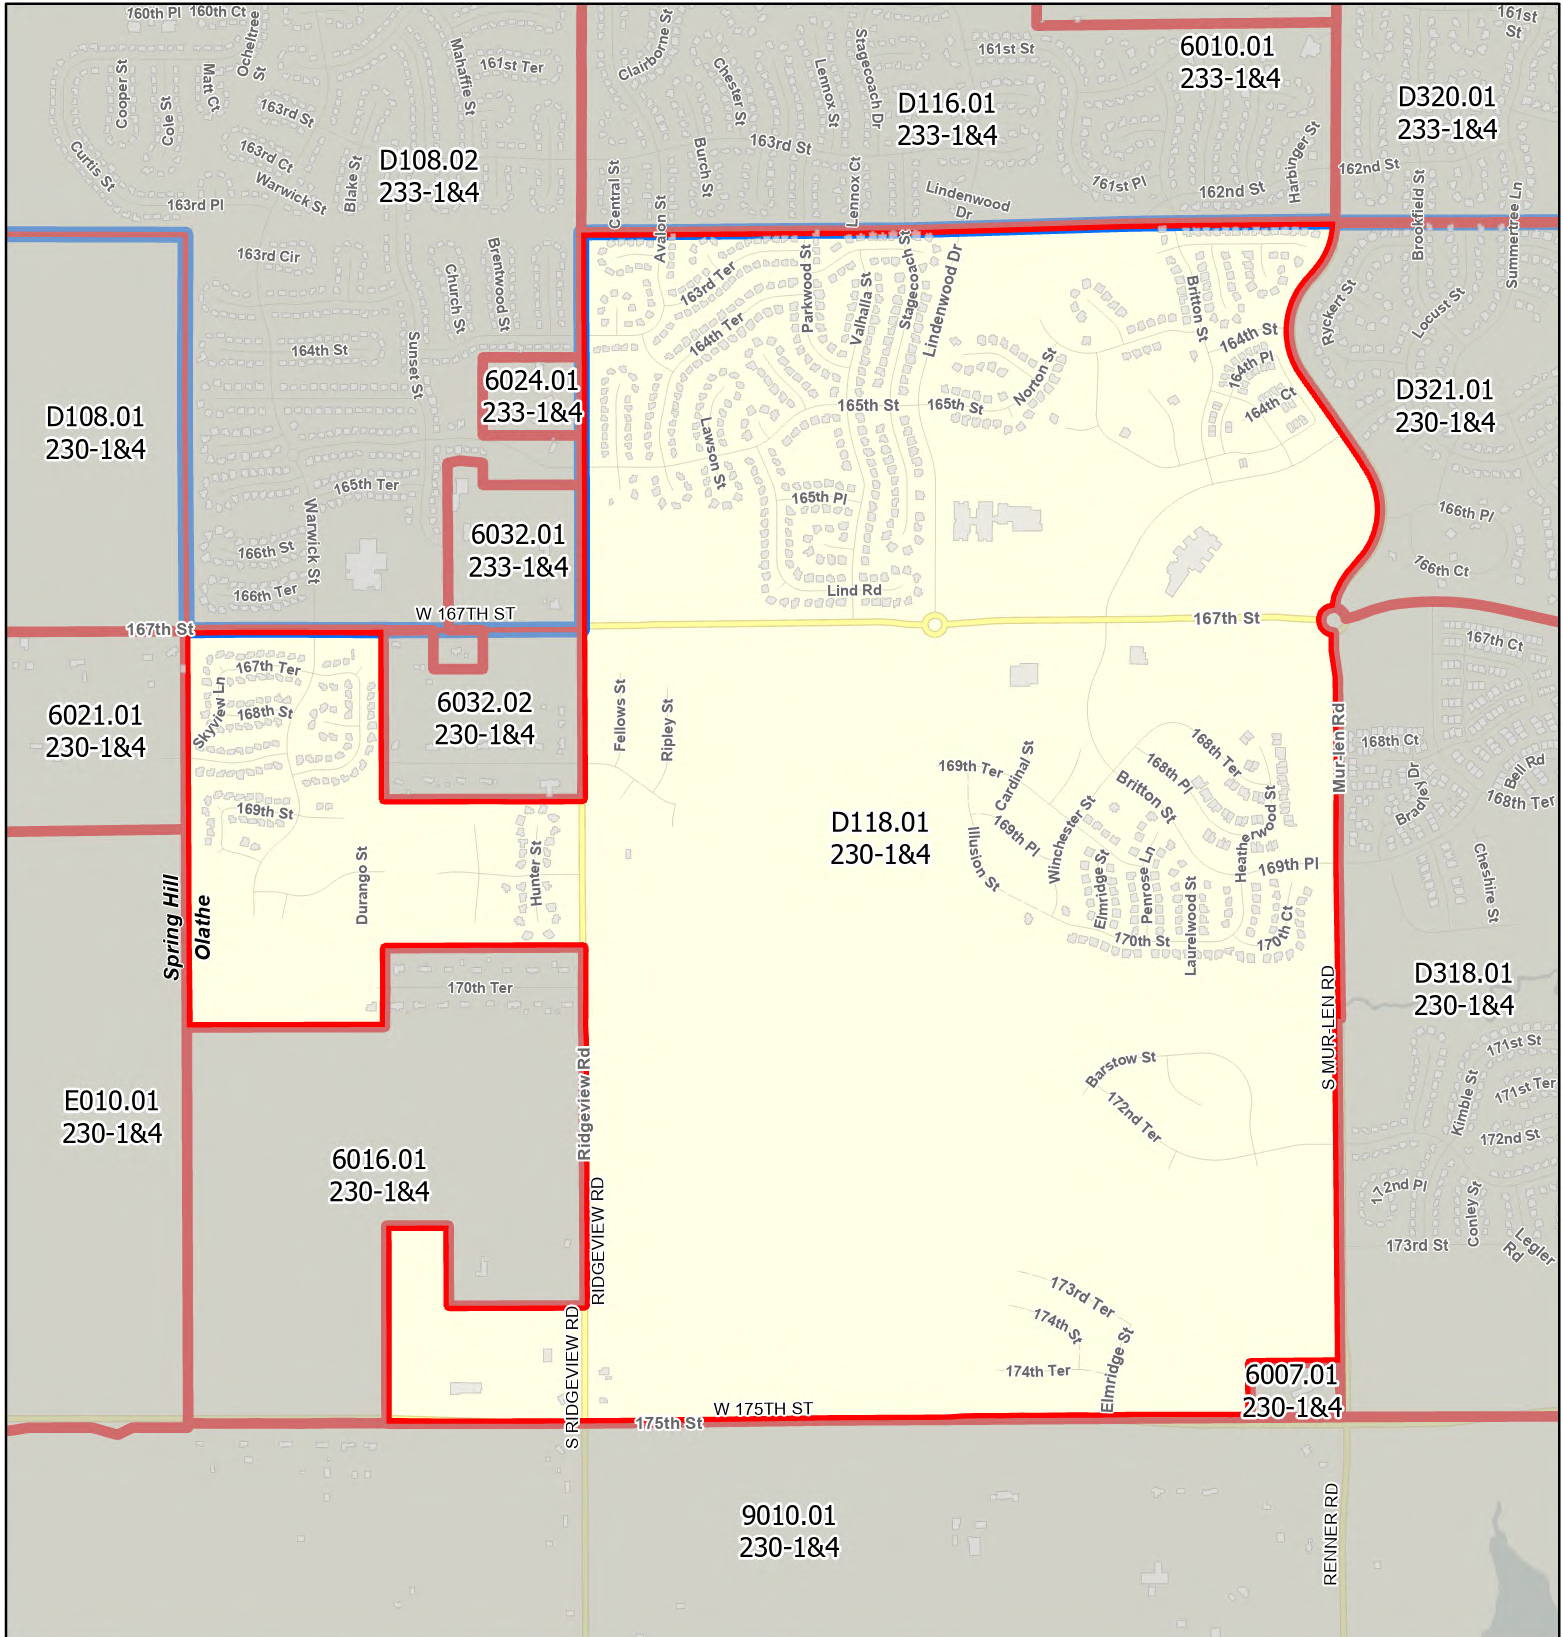 160th Pl
160th Ct
Ocheltree
St
Mahaffie St
161st Ter
Clairborne St
Stagecoach Dr
161st St
161st
St
6010.01
233-1&4
Cooper St
Matt Ct
Cole St
163rd St
Chester St
Lennox St
D116.01
233-1&4
D320.01
233-1&4
Curtis St
163rd Ct
Warwick St
Blake St
D108.02
233-1&4
163rd Pl
Burch St
163rd St
Central St
Lennox Ct
Lindenwood
Dr
161st Pl
162nd St
Harbinger St
162nd St
Brookfield St
Summertree Ln
163rd Cir
Church St
Brentwood St
Avalon St
163rd Ter
164th Ter
Parkwood St
Valhalla St
Stagecoach St
Lindenwood Dr
Britton St
164th St
164th Pl
164th Ct
Ryckert St
Locust St
164th St
Sunset St
6024.01
233-1&4
D108.01
230-1&4
D321.01
230-1&4
165th St
165th St
Norton St
Lawson St
165th Ter
Warwick St
166th St
166th Ter
6032.01
233-1&4
165th Pl
Lind Rd
166th Pl
166th Ct
W 167TH ST
167th St
167th St
167th Ct
167th Ter
Skyview Ln
168th St
6021.01
230-1&4
6032.02
230-1&4
Fellows St
Ripley St
Mur-len Rd
168th Ct
Bell Rd
Bradley Dr
168th Ter
169th St
169th Ter
Cardinal St
168th Ter
168th Pl
Britton St
D118.01
230-1&4
169th Pl
Winchester St
Heatherwood St
169th Pl
Illusion St
Elmridge St
Penrose Ln
Laurelwood St
170th St
170th Ct
Cheshire St
Durango St
Hunter St
Spring Hill
Olathe
170th Ter
D318.01
230-1&4
S MUR-LEN RD
Ridgeview Rd
Barstow St
172nd Ter
171st St
171st Ter
Kimble St
172nd St
E010.01
230-1&4
6016.01
230-1&4
172nd Pl
Conley St
173rd St
Legler
Rd
RIDGEVIEW RD
S RIDGEVIEW RD
173rd Ter
174th St
174th Ter
Elmridge St
6007.01
230-1&4
W 175TH ST
175th St
9010.01
230-1&4
RENNER RD